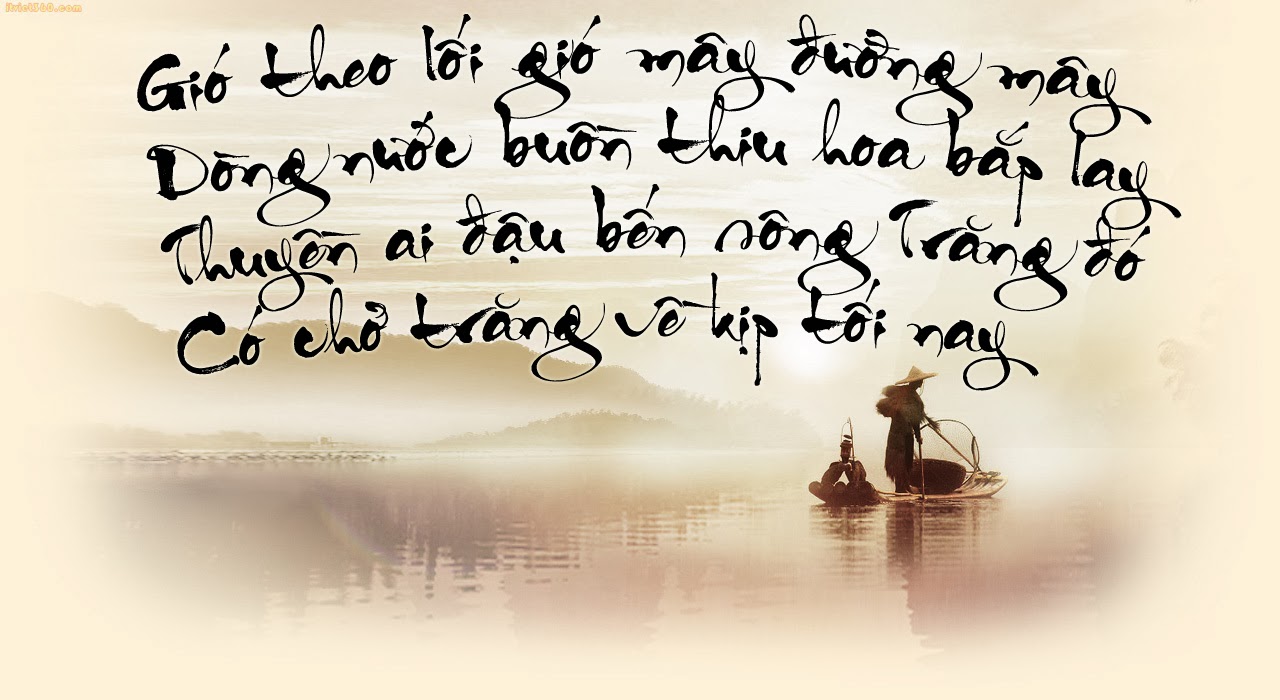 itviet360.com
Gió theo lối gió mây đường mây
Dòng nước buồn thiu hoa bắp lay
Thuyền ai đậu bến sông Trăng đó
Có chở trăng về kịp tối nay